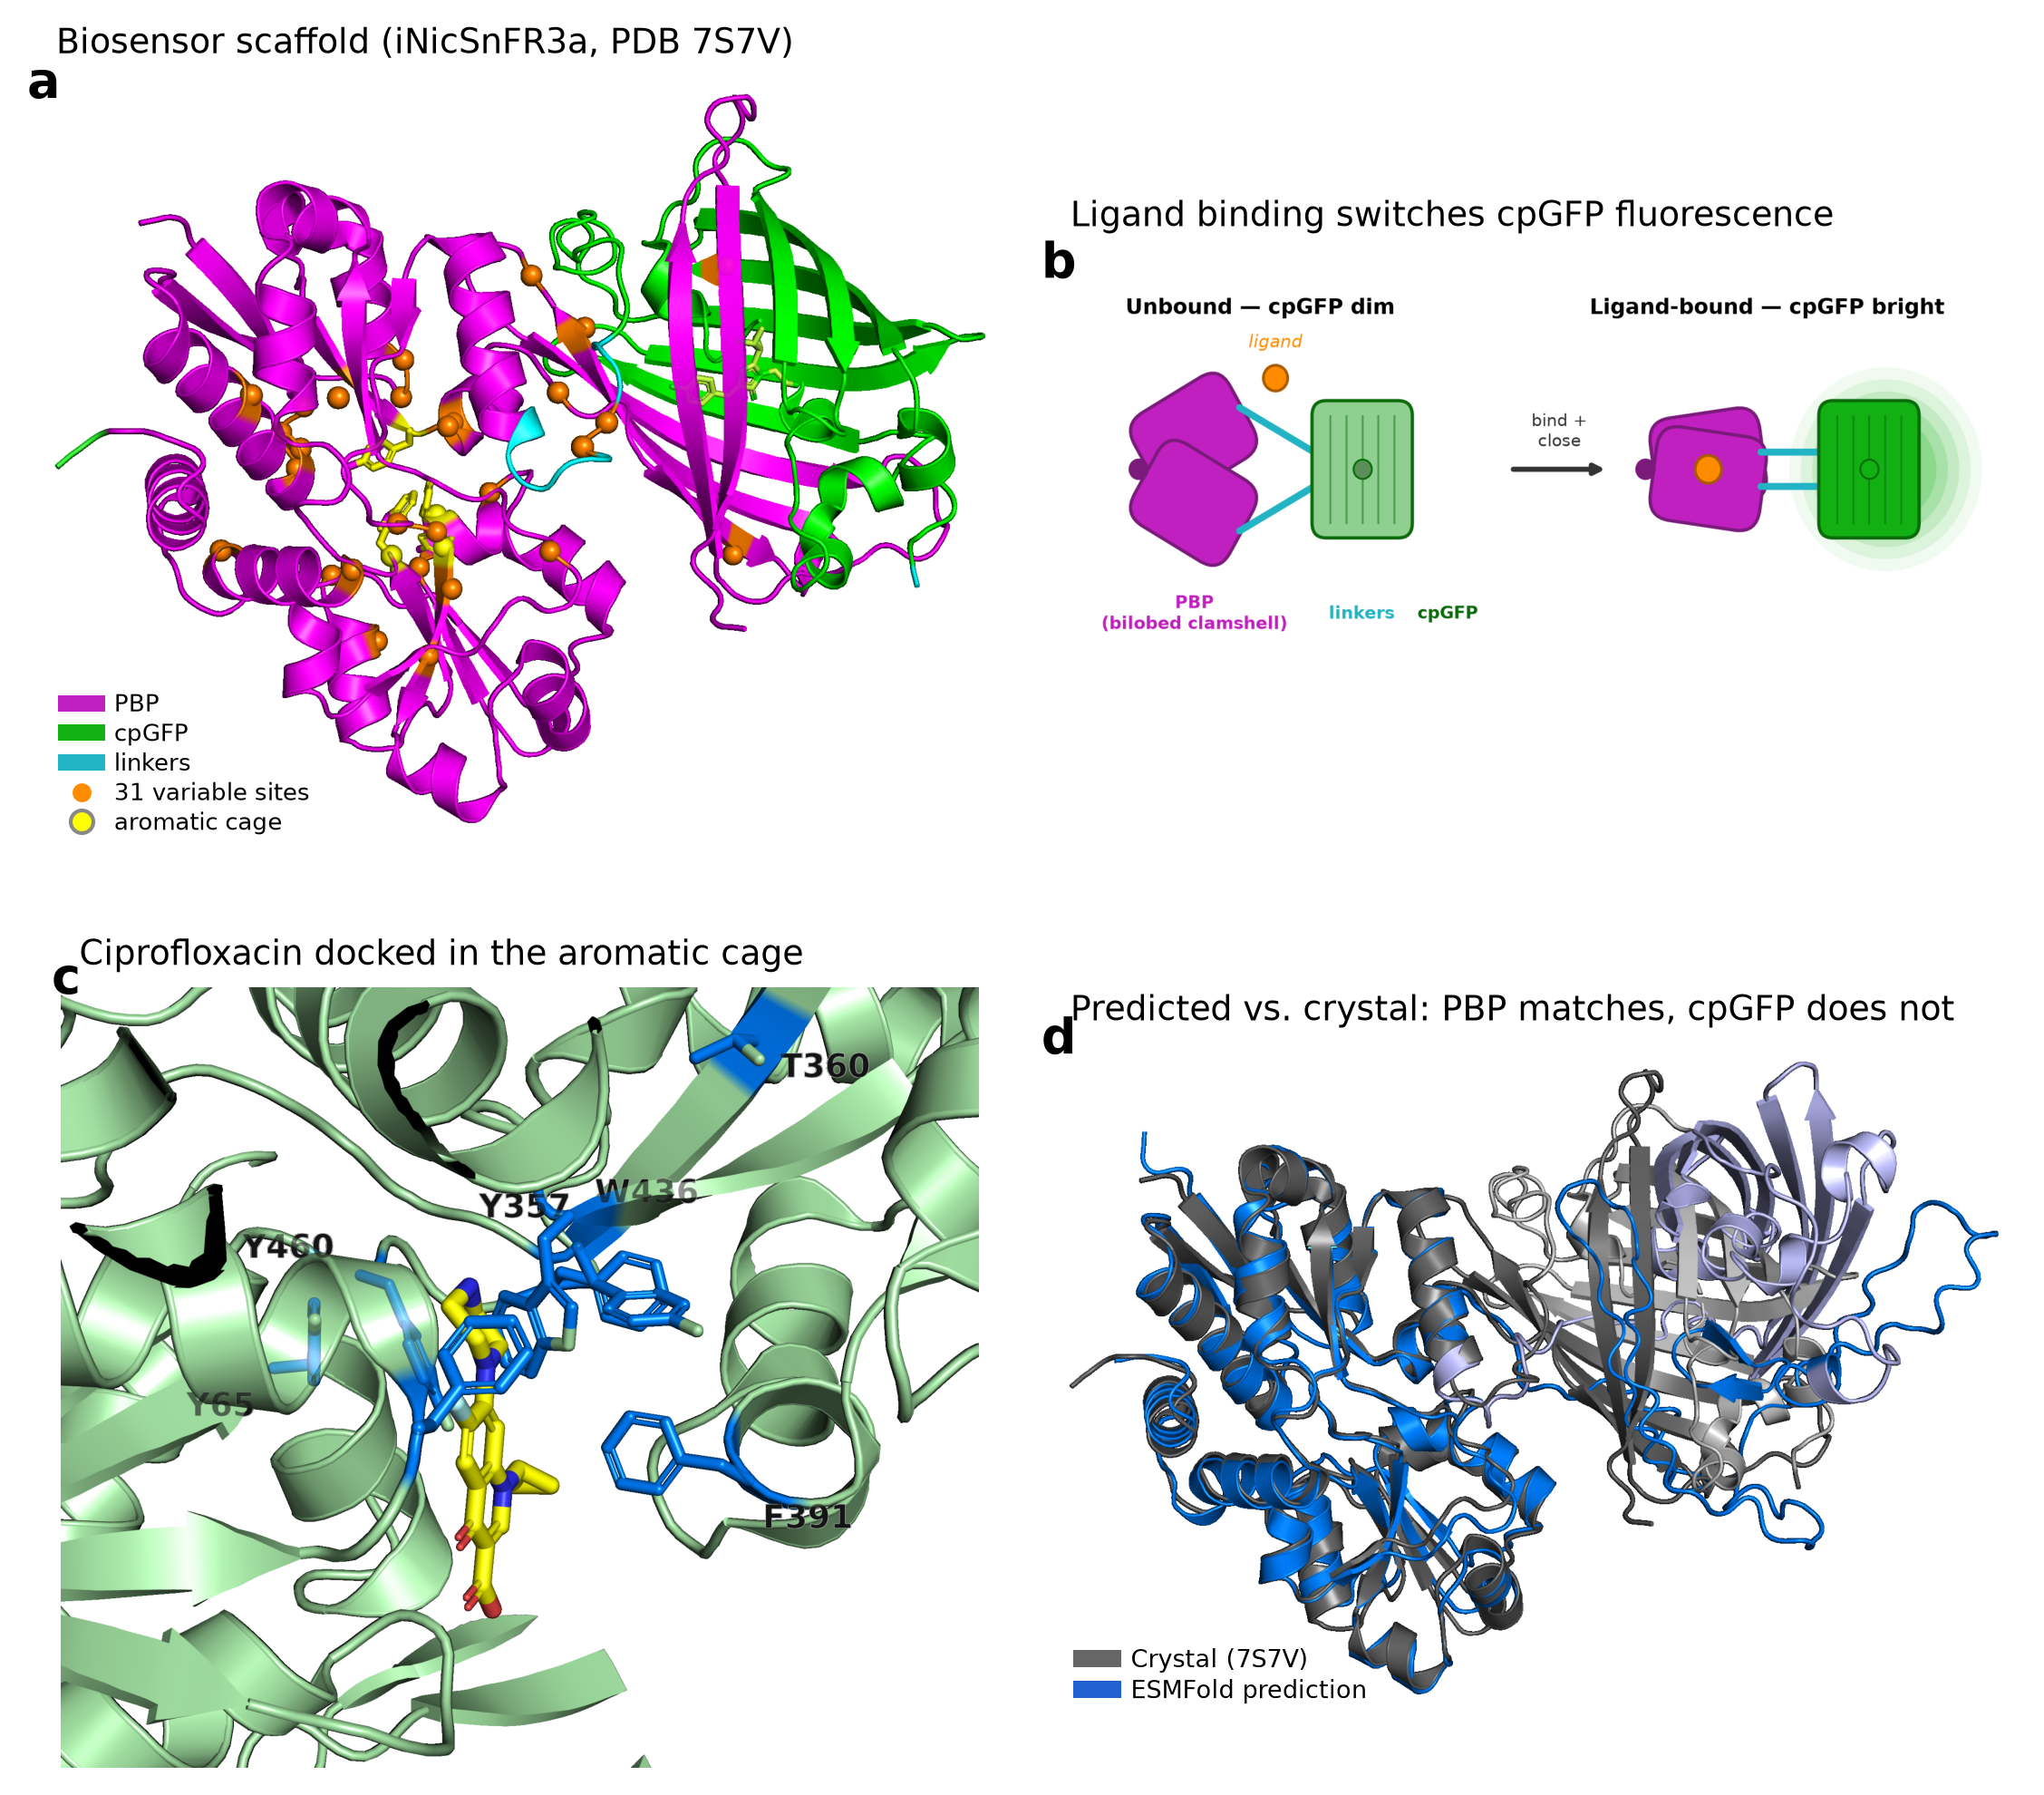 Biosensor scaffold (iNicSnFR3a, PDB 7S7V)
a
PBP
cpGFP
linkers
31 variable sites
aromatic cage
Ligand binding switches cpGFP fluorescence
b
Unbound — cpGFP dim
Ligand-bound — cpGFP bright
ligand
bind +
close
PBP
(bilobed clamshell)
linkers
cpGFP
Ciprofloxacin docked in the aromatic cage
c
T360
Y357
W436
Y460
Y65
F391
Predicted vs. crystal: PBP matches, cpGFP does not
d
Crystal (7S7V)
ESMFold prediction